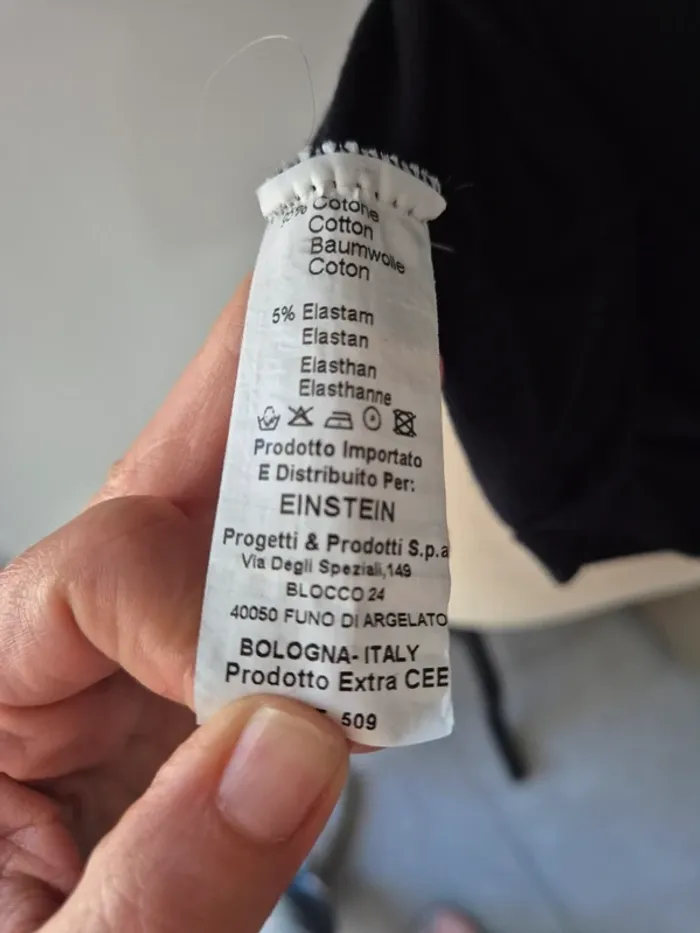 Cotone
Cotton
Baumwolle
Coton
5% Elastam
Elastan
Elasthan
Elasthanne
Prodotto Importato
E Distribuito Per:
EINSTEIN
Progetti & Prodotti S.p.a
Via Degli Speziali,149
BLOCCO 24
40050 FUNO DI ARGELATO
BOLOGNA- ITALY
Prodotto Extra CEE
509